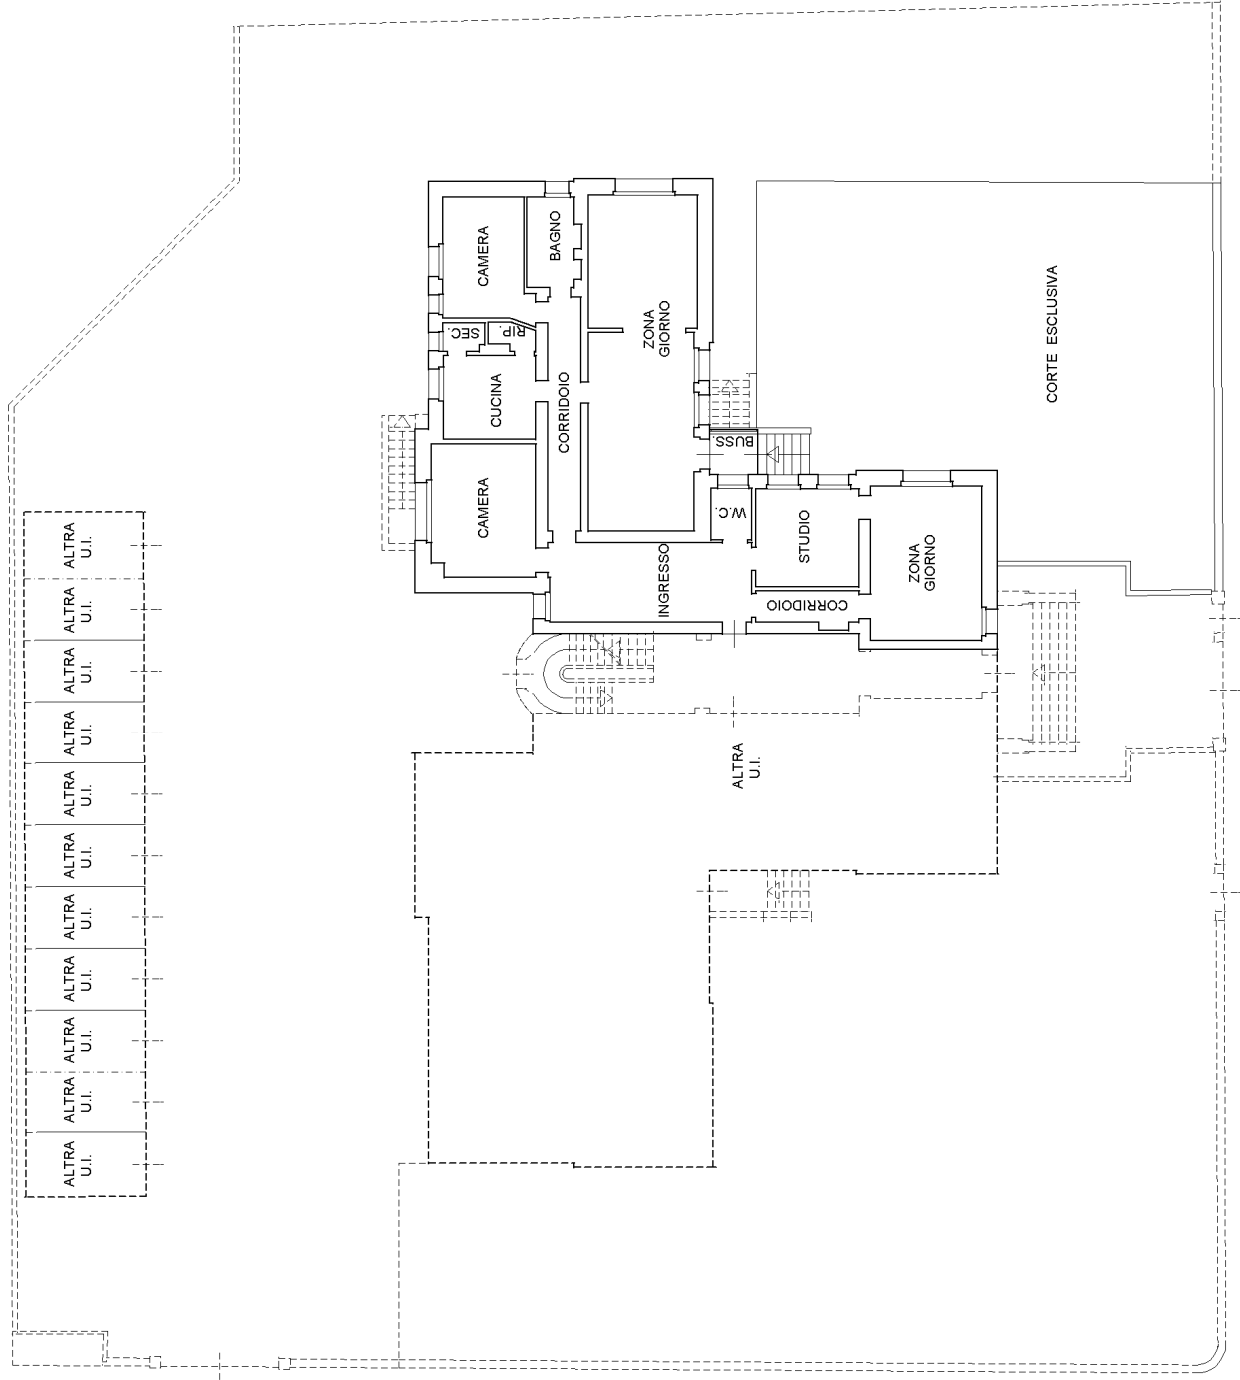 CAMERA
BAGNO
SEC.
RIP.
ZONA
GIORNO
CUCINA
CORRIDOIO
CORTE ESCLUSIVA
BUSS.
CAMERA
W.C.
STUDIO
ZONA
GIORNO
INGRESSO
CORRIDOIO
ALTRA
U.I.
ALTRA
U.I.
ALTRA
U.I.
ALTRA
U.I.
ALTRA
U.I.
ALTRA
U.I.
ALTRA
U.I.
ALTRA
U.I.
ALTRA
U.I.
ALTRA
U.I.
ALTRA
U.I.
ALTRA
U.I.